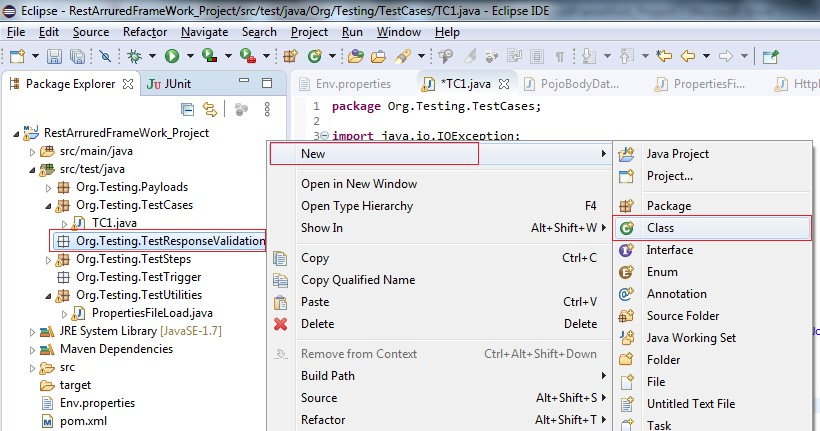 Eclipse - RestArruredFrameWork_Project/src/test/java/Org/Testing/TestCases/TC1.java - Eclipse IDE
File Edit Source Refactor Navigate Search Project Run Window Help
Package Explorer JUnit
Env.properties *TC1.java PojoBodyDat... PropertiesFi... HttpM
1 package Org.Testing.TestCases;
2
3 import java.io.IOException;
RestArruredFrameWork_Project
src/main/java
src/test/java
Org.Testing.Payloads
Org.Testing.TestCases
TC1.java
Org.Testing.TestResponseValidation
Org.Testing.TestSteps
Org.Testing.TestTrigger
Org.Testing.TestUtilities
PropertiesFileLoad.java
JRE System Library [JavaSE-1.7]
Maven Dependencies
src
target
Env.properties
pom.xml
New
Open in New Window
Open Type Hierarchy F4
Show In Alt+Shift+W
Copy Ctrl+C
Copy Qualified Name
Paste Ctrl+V
Delete Delete
Remove from Context Ctrl+Alt+Shift+Down
Build Path
Source Alt+Shift+S
Refactor Alt+Shift+T
Java Project
Project...
Package
Class
Interface
Enum
Annotation
Source Folder
Java Working Set
Folder
File
Untitled Text File
Task